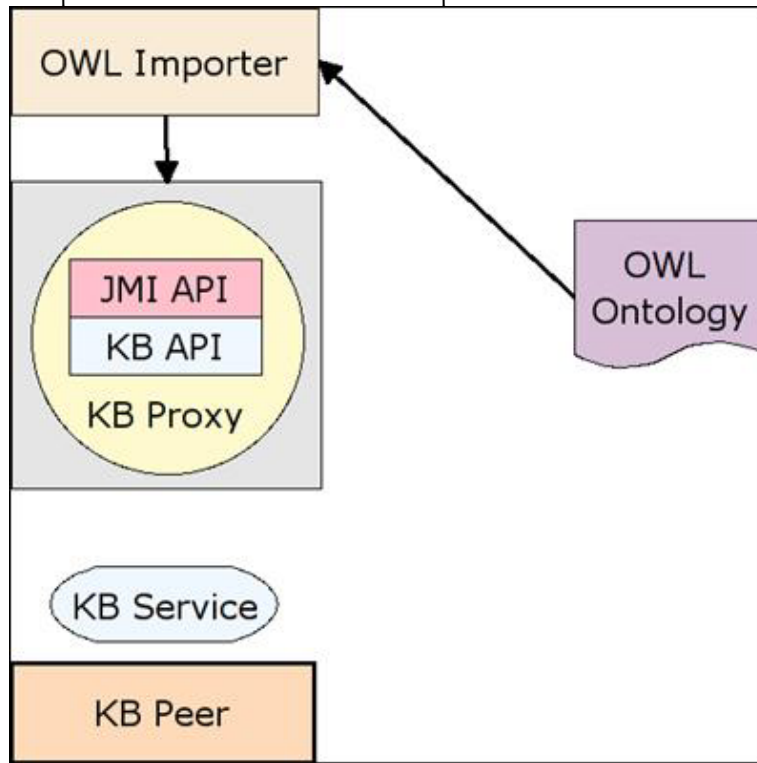 OWL Importer
OWL
Ontology
JMI API
KB API
KB Proxy
KB Service
KB Peer